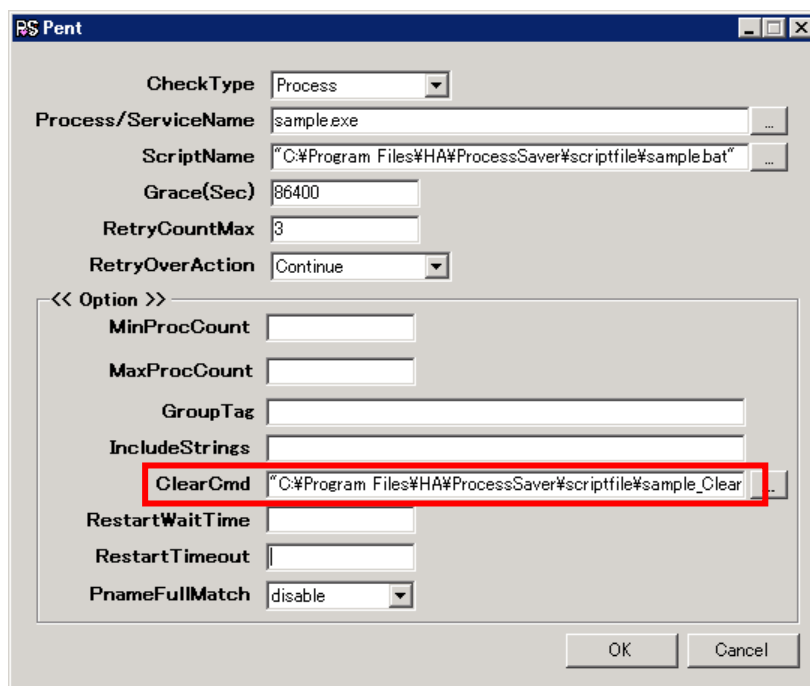 RS Pent
CheckType Process
Process/ServiceName sample.exe ...
ScriptName "C:¥Program Files¥HA¥ProcessSaver¥scriptfile¥sample.bat" ...
Grace(Sec) 86400
RetryCountMax 3
RetryOverAction Continue
<< Option >>
MinProcCount
MaxProcCount
GroupTag
IncludeStrings
ClearCmd "C:¥Program Files¥HA¥ProcessSaver¥scriptfile¥sample_Clear ...
RestartWaitTime
RestartTimeout
PnameFullMatch disable
OK Cancel